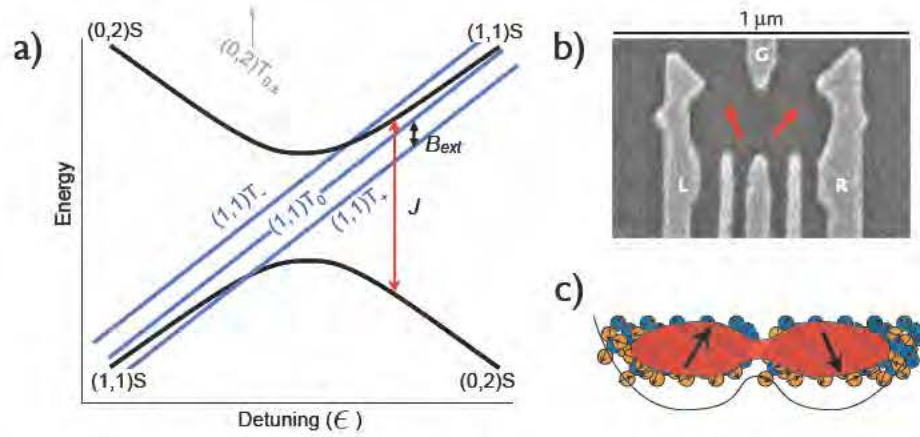 a)
(0,2)S
(0,2)T₀,±
(1,1)S
Energy
(1,1)T₋
(1,1)T₀
(1,1)T₊
B_ext
J
(1,1)S
(0,2)S
Detuning (ϵ)
b)
1 µm
G
L
R
c)